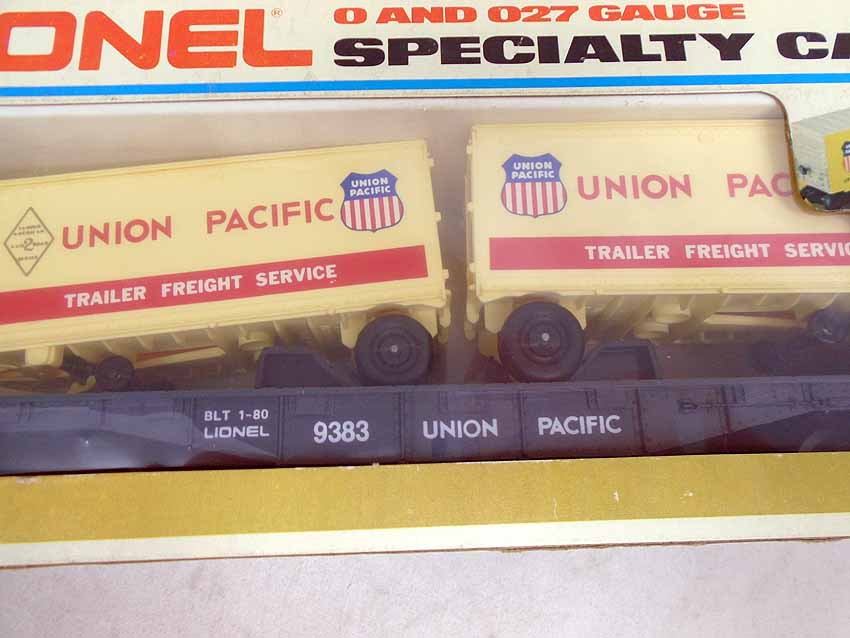 ONEL®
O AND O27 GAUGE
SPECIALTY CA
UNION PACIFIC
UNION
PACIFIC
2
UNION
PACIFIC
UNION PAC
TRAILER FREIGHT SERVICE
TRAILER FREIGHT SERVIC
BLT 1-80
LIONEL
9383
UNION PACIFIC